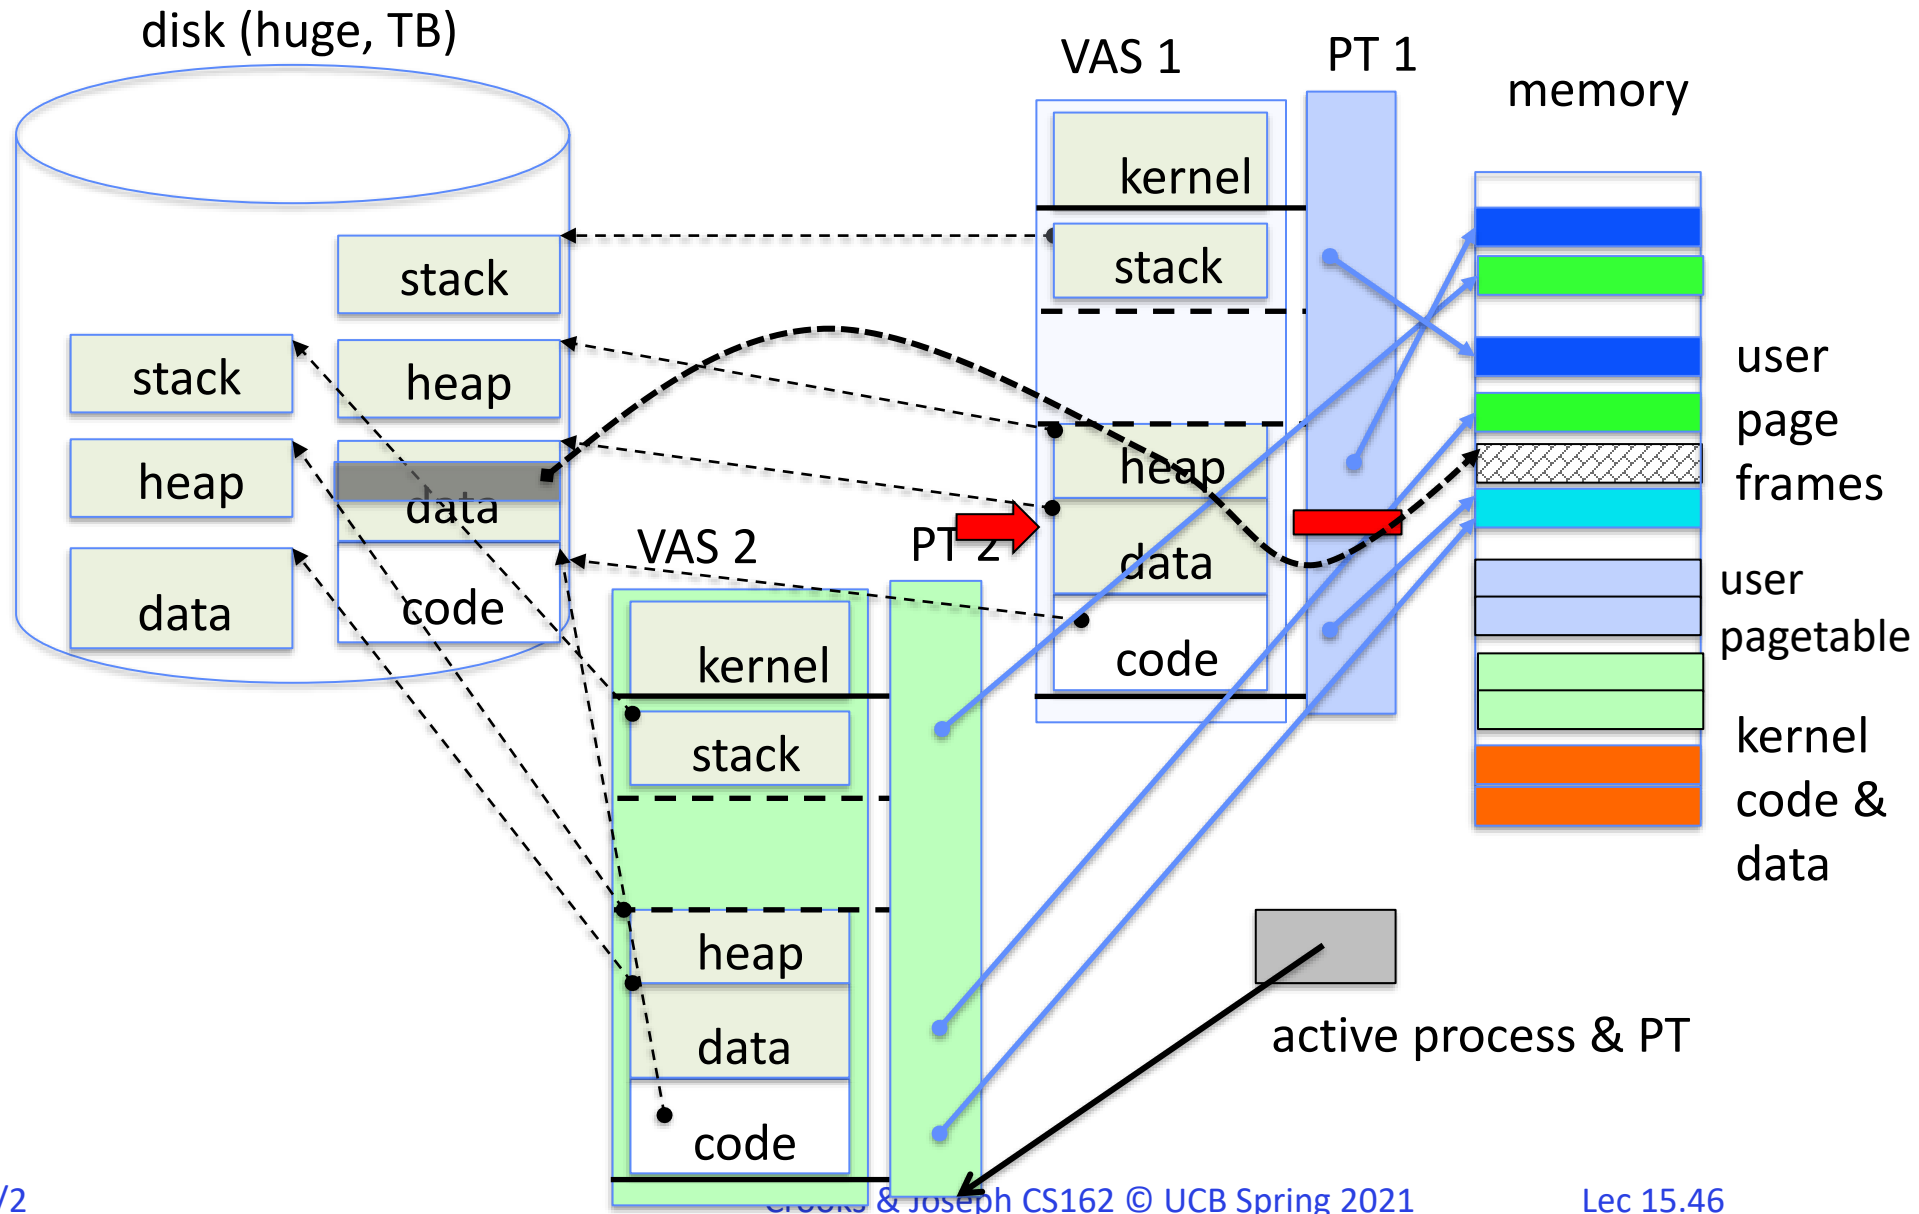 disk (huge, TB)
VAS 1
PT 1
memory
kernel
stack
stack
stack
heap
heap
heap
data
data
data
code
code
VAS 2
PT 2
kernel
stack
heap
data
code
user
page
frames
user
pagetable
kernel
code &
data
active process & PT
/2
Crooks & Joseph CS162 © UCB Spring 2021
Lec 15.46